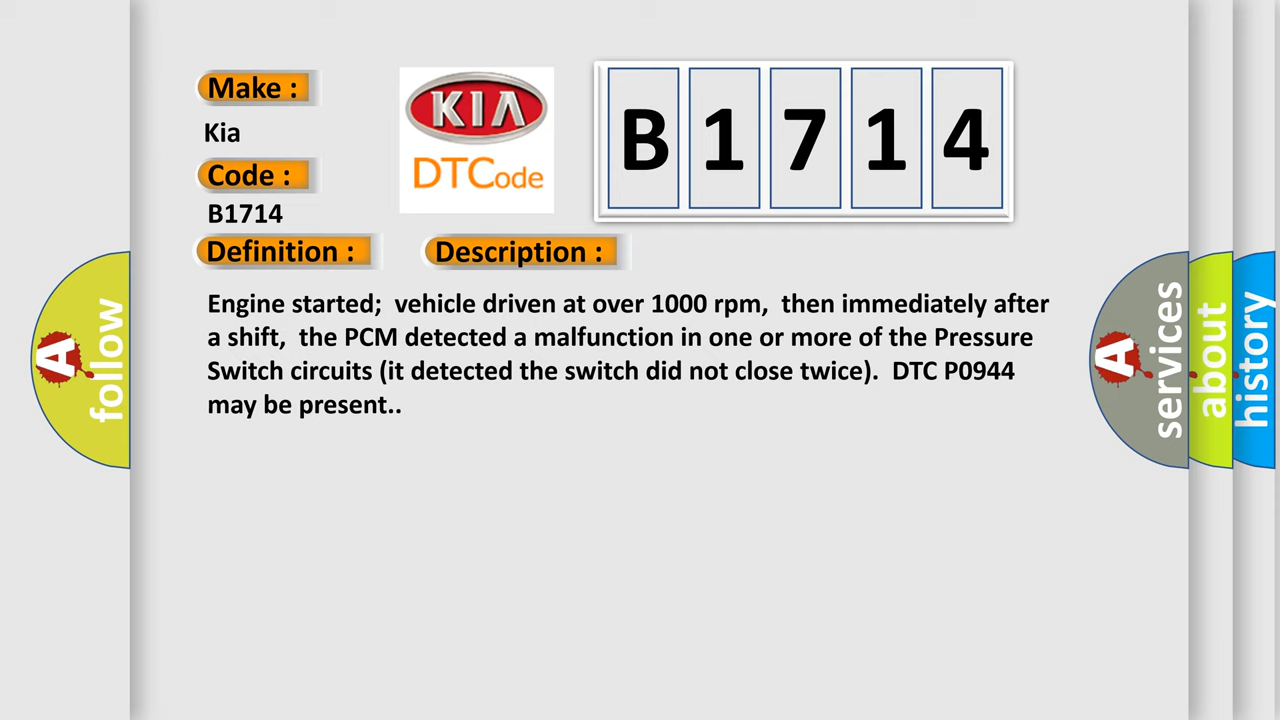 Make :
Kia
Code :
B1714
KIA
DTCode
B 1 7 1 4
Definition :
Description :
Engine started;  vehicle driven at over 1000 rpm,  then immediately after
a shift,  the PCM detected a malfunction in one or more of the Pressure
Switch circuits (it detected the switch did not close twice).  DTC P0944
may be present..
A
follow
A
services
about
history